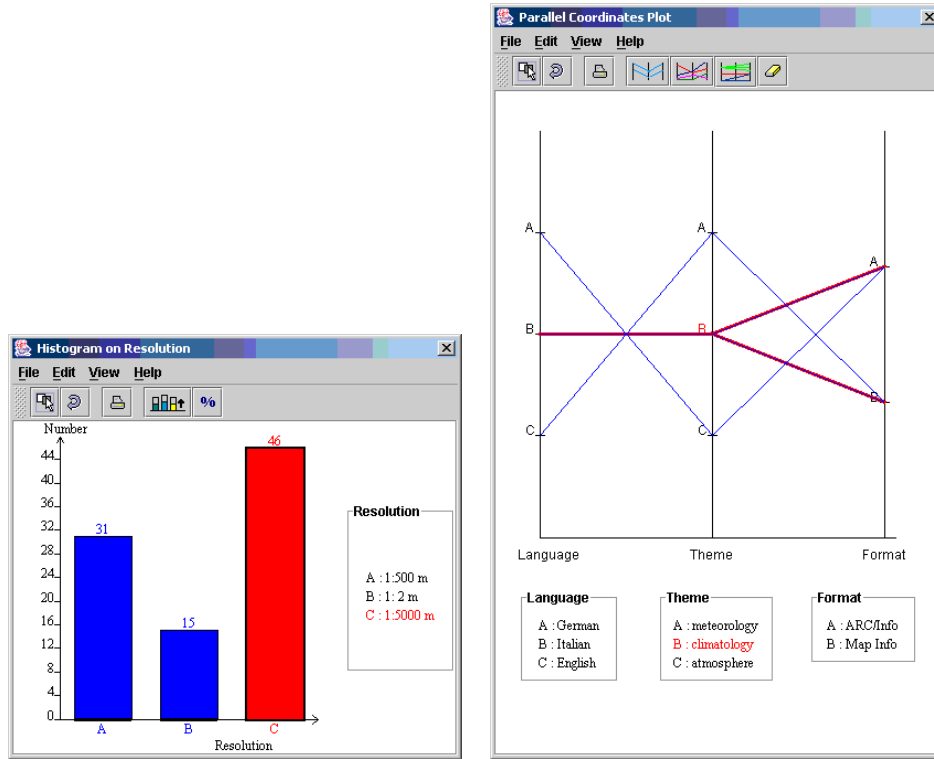 Histogram on Resolution
File Edit View Help
%
Number
44
40
36
32
28
24
20
16
12
8
4
0
31
15
46
A
B
C
Resolution
Resolution
A : 1:500 m
B : 1: 2 m
C : 1:5000 m
Parallel Coordinates Plot
File Edit View Help
A
B
C
A
B
C
A
B
Language Theme Format
Language
A : German
B : Italian
C : English
Theme
A : meteorology
B : climatology
C : atmosphere
Format
A : ARC/Info
B : Map Info